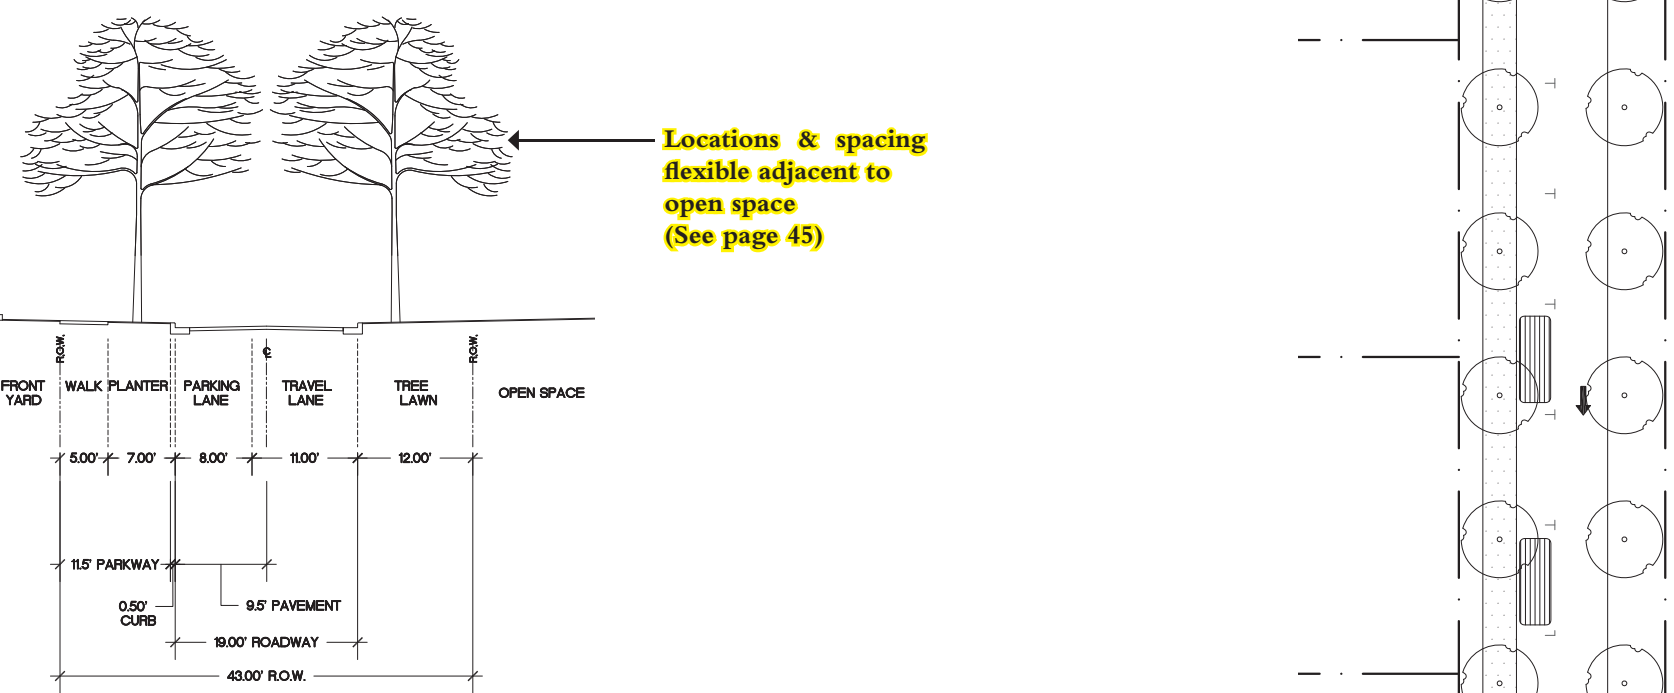 Locations & spacing
flexible adjacent to
open space
(See page 45)
R.O.W.
℄
R.O.W.
FRONT
YARD
WALK
PLANTER
PARKING
LANE
TRAVEL
LANE
TREE
LAWN
OPEN SPACE
5.00'
7.00'
8.00'
11.00'
12.00'
11.5' PARKWAY
0.50'
CURB
9.5' PAVEMENT
19.00' ROADWAY
43.00' R.O.W.